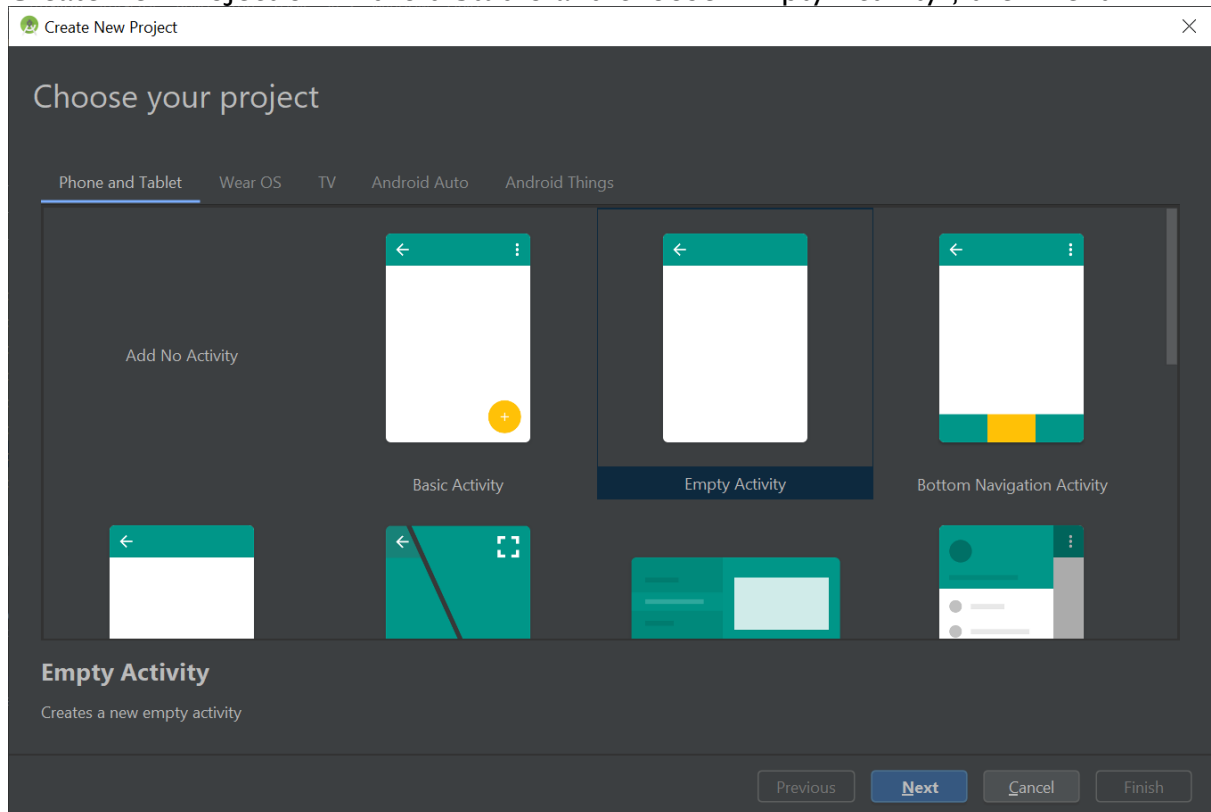 Create New Project
Choose your project
Phone and Tablet Wear OS TV Android Auto Android Things
Add No Activity
+
Basic Activity Empty Activity Bottom Navigation Activity
Empty Activity
Creates a new empty activity
Previous Next Cancel Finish